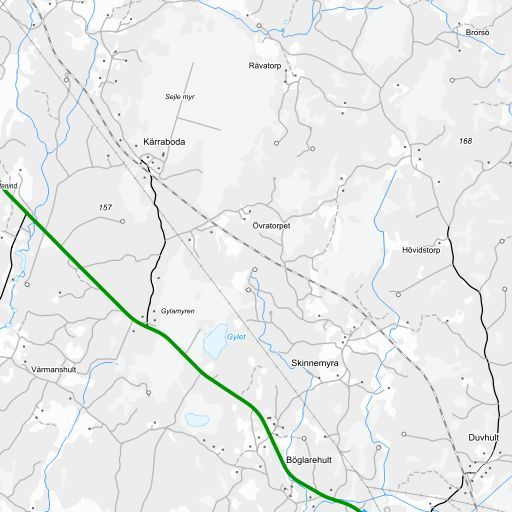 Brorsö
Råvatorp
Sejle myr
168
Kärraboda
157
Övratorpet
Hövidstorp
Gylamyren
Gylet
Skinnemyra
Värmanshult
Duvhult
Böglarehult